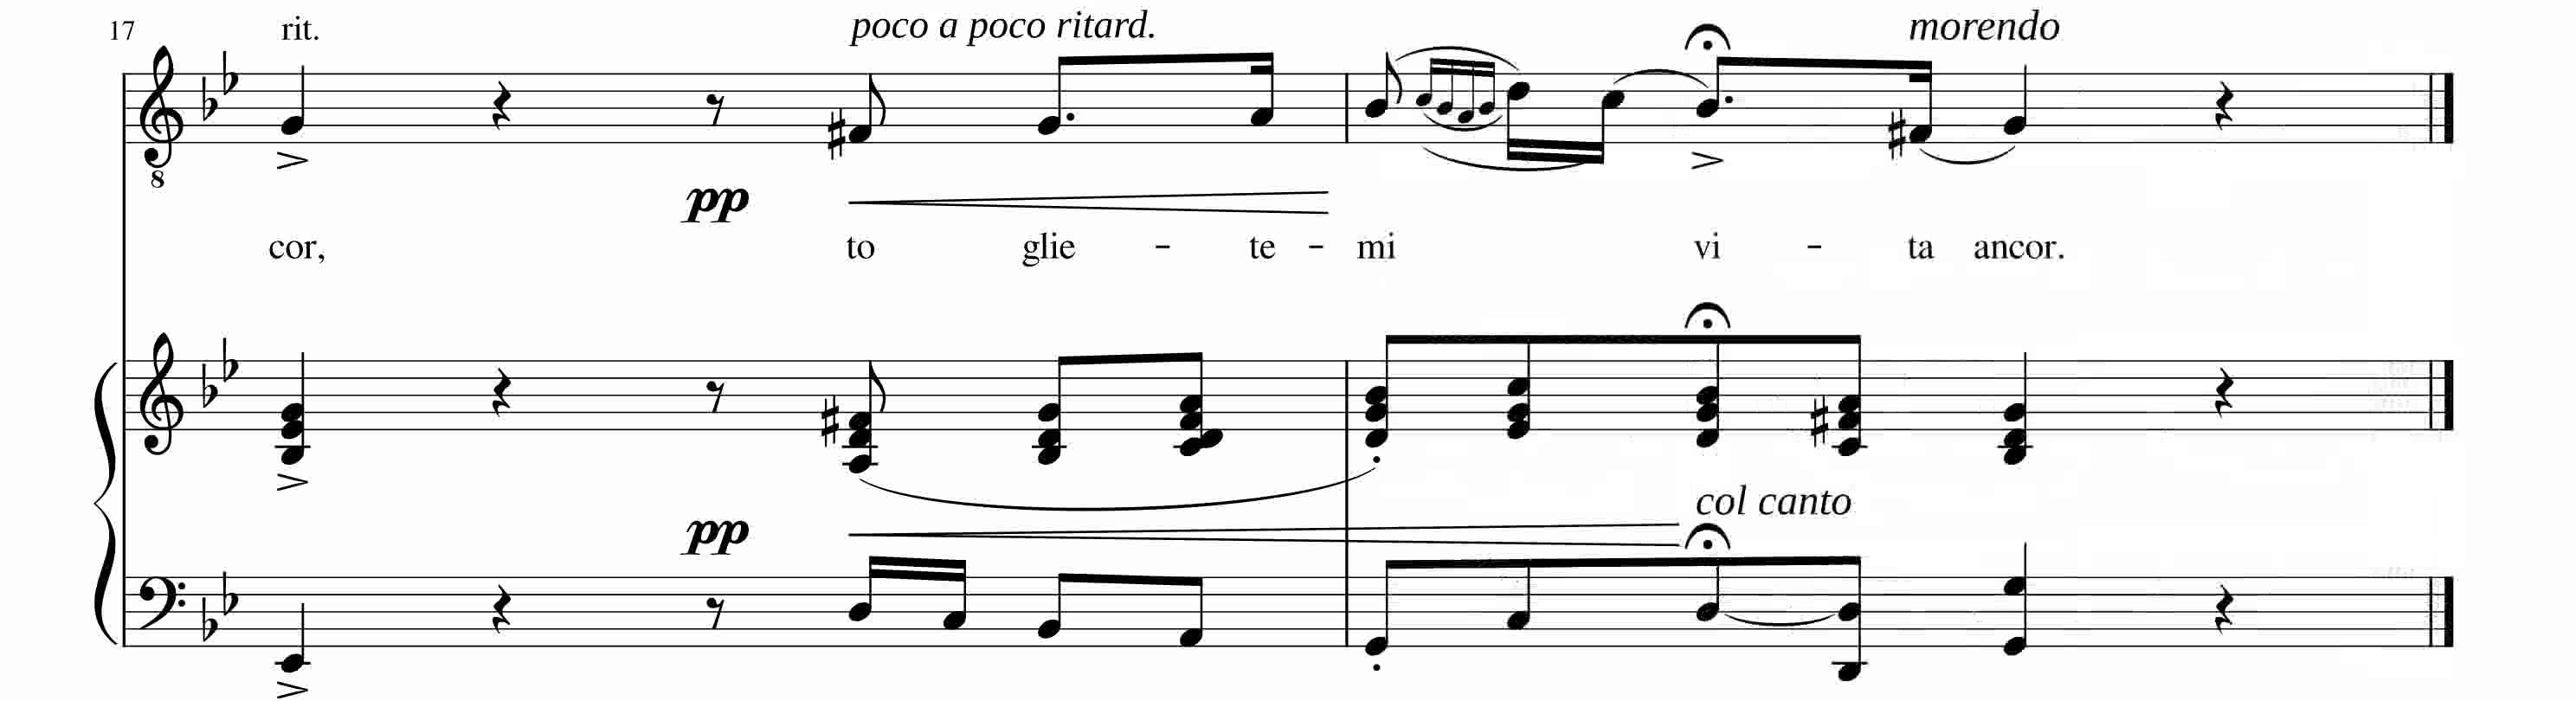 17 rit. poco a poco ritard. morendo
8
pp
cor, to glie - te - mi vi - ta ancor.
col canto
pp